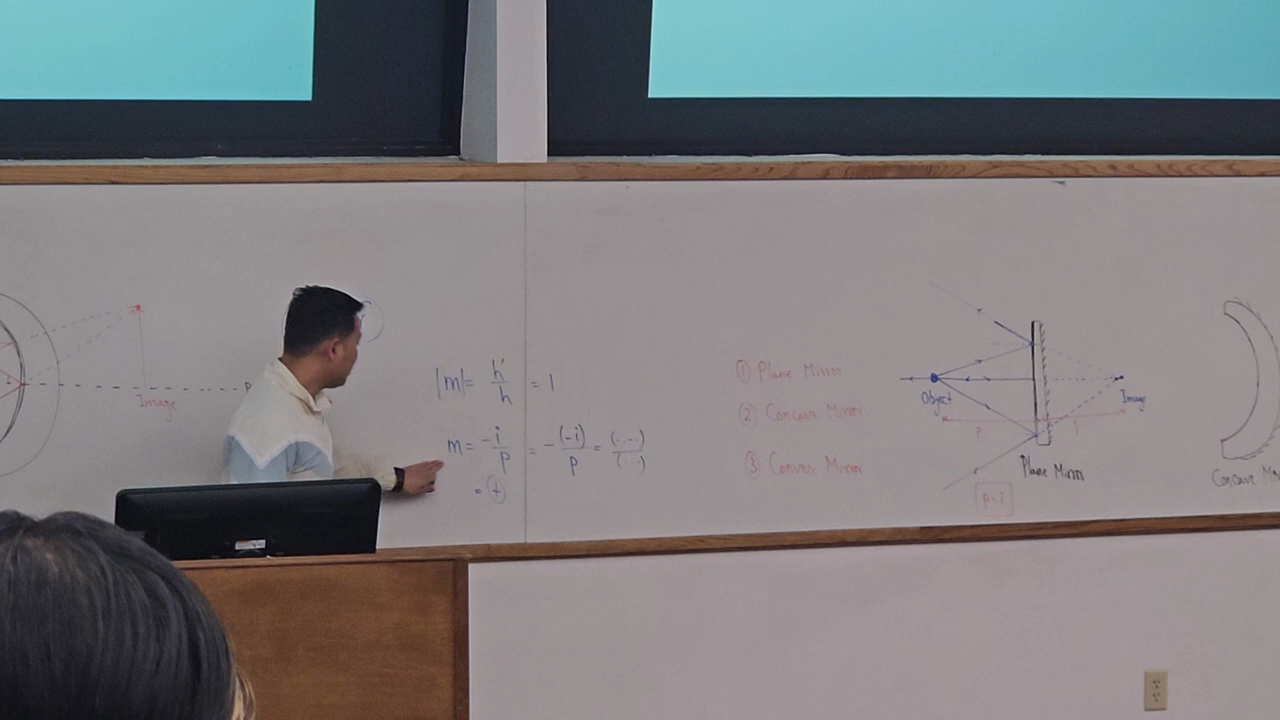 Image
|m| = h'/h = 1
m = -i/p = -(-i)/p = (....)/(...)
= (+)
① Plane Mirror
② Concave Mirror
③ Convex Mirror
Object
Image
p
i
Plane Mirror
p=i
Concave